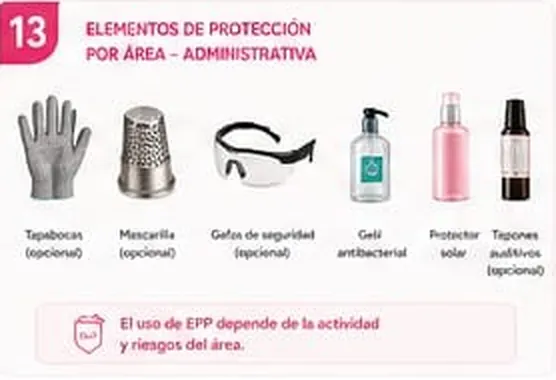 13
ELEMENTOS DE PROTECCIÓN
POR ÁREA – ADMINISTRATIVA
Tapabocas
(opcional)
Mascarilla
(opcional)
Gafas de seguridad
(opcional)
Gel
antibacterial
Protector
solar
Tapones
auditivos
(opcional)
El uso de EPP depende de la actividad
y riesgos del área.